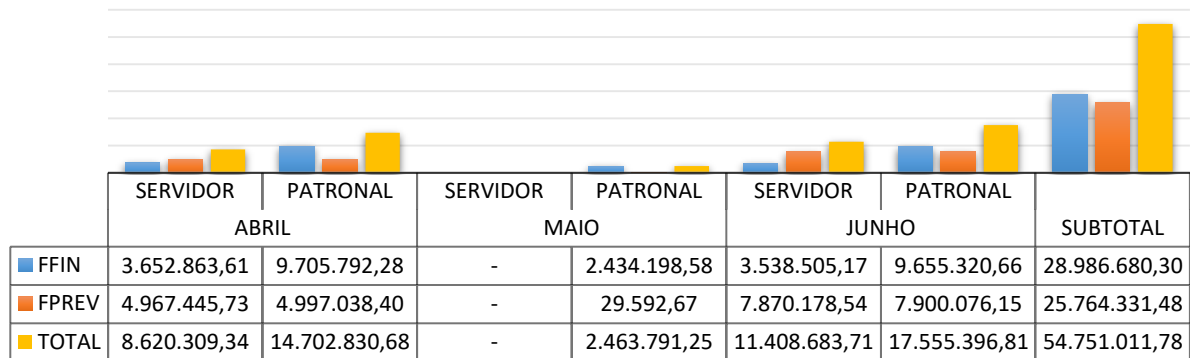 SERVIDOR PATRONAL SERVIDOR PATRONAL SERVIDOR PATRONAL
ABRIL MAIO JUNHO SUBTOTAL
FFIN 3.652.863,61 9.705.792,28 - 2.434.198,58 3.538.505,17 9.655.320,66 28.986.680,30
FPREV 4.967.445,73 4.997.038,40 - 29.592,67 7.870.178,54 7.900.076,15 25.764.331,48
TOTAL 8.620.309,34 14.702.830,68 - 2.463.791,25 11.408.683,71 17.555.396,81 54.751.011,78